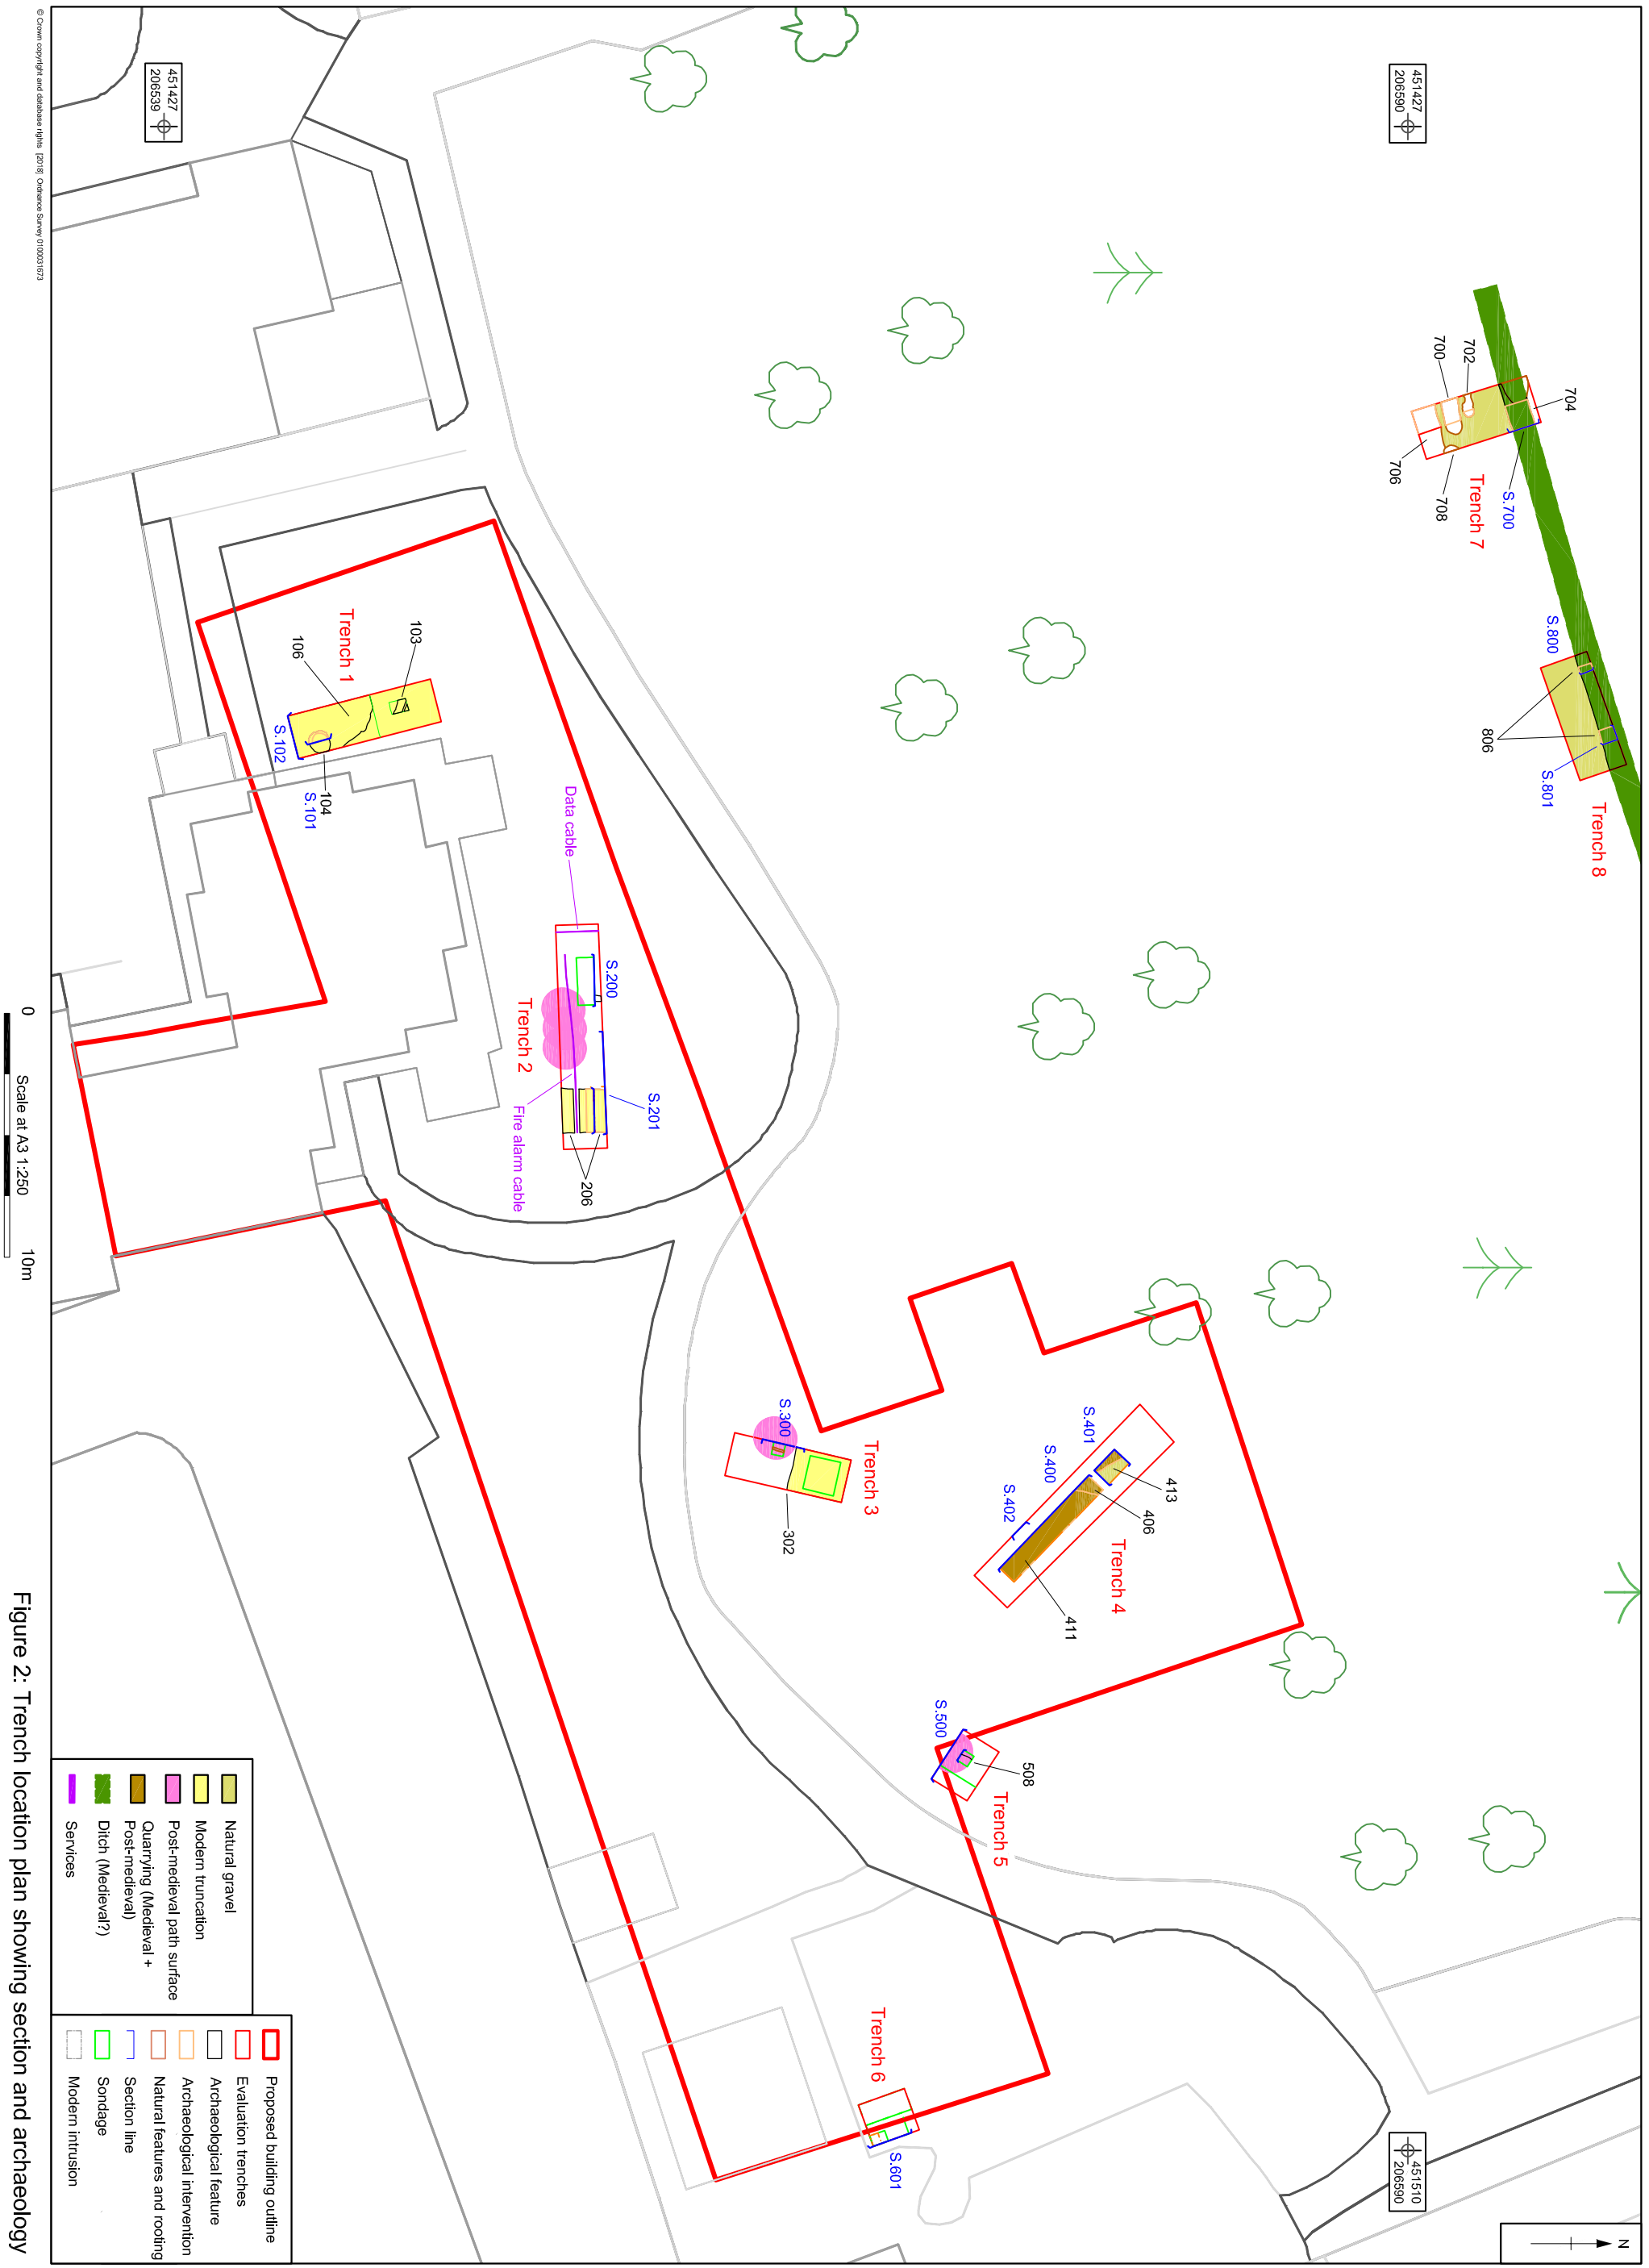 451427
206590
451510
206590
N
704
702
700
706
708
S.700
Trench 7
S.800
806
S.801
Trench 8
451427
206539
Trench 1
103
106
S.102
104
S.101
Data cable
S.200
Trench 2
S.201
206
Fire alarm cable
S.300
Trench 3
302
S.401
S.400
S.402
413
406
Trench 4
411
S.500
508
Trench 5
Trench 6
S.601
Natural gravel
Modern truncation
Post-medieval path surface
Quarrying (Medieval +
Post-medieval)
Ditch (Medieval?)
Services
Proposed building outline
Evaluation trenches
Archaeological feature
Archaeological intervention
Natural features and rooting
Section line
Sondage
Modern intrusion
© Crown copyright and database rights [2018] Ordnance Survey 0100031673
0
10m
Scale at A3 1:250
Figure 2: Trench location plan showing section and archaeology